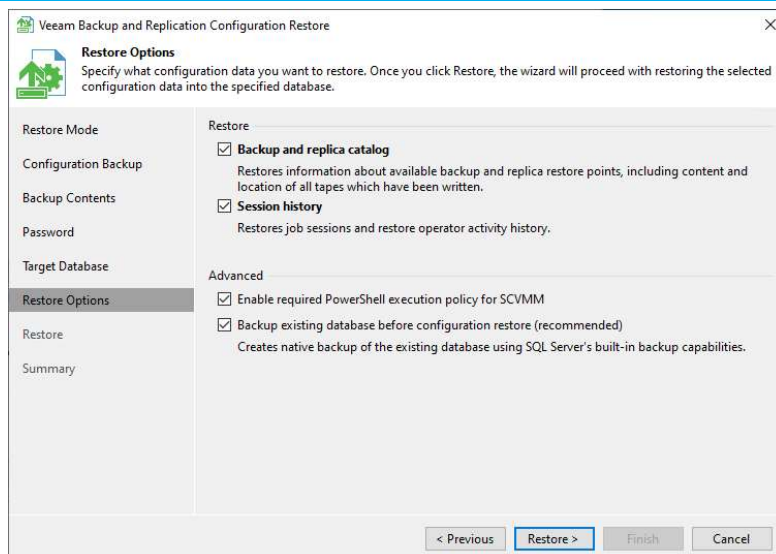 Veeam Backup and Replication Configuration Restore
Restore Options
Specify what configuration data you want to restore. Once you click Restore, the wizard will proceed with restoring the selected
configuration data into the specified database.
Restore Mode
Configuration Backup
Backup Contents
Password
Target Database
Restore Options
Restore
Summary
Restore
Backup and replica catalog
Restores information about available backup and replica restore points, including content and
location of all tapes which have been written.
Session history
Restores job sessions and restore operator activity history.
Advanced
Enable required PowerShell execution policy for SCVMM
Backup existing database before configuration restore (recommended)
Creates native backup of the existing database using SQL Server's built-in backup capabilities.
< Previous
Restore >
Finish
Cancel